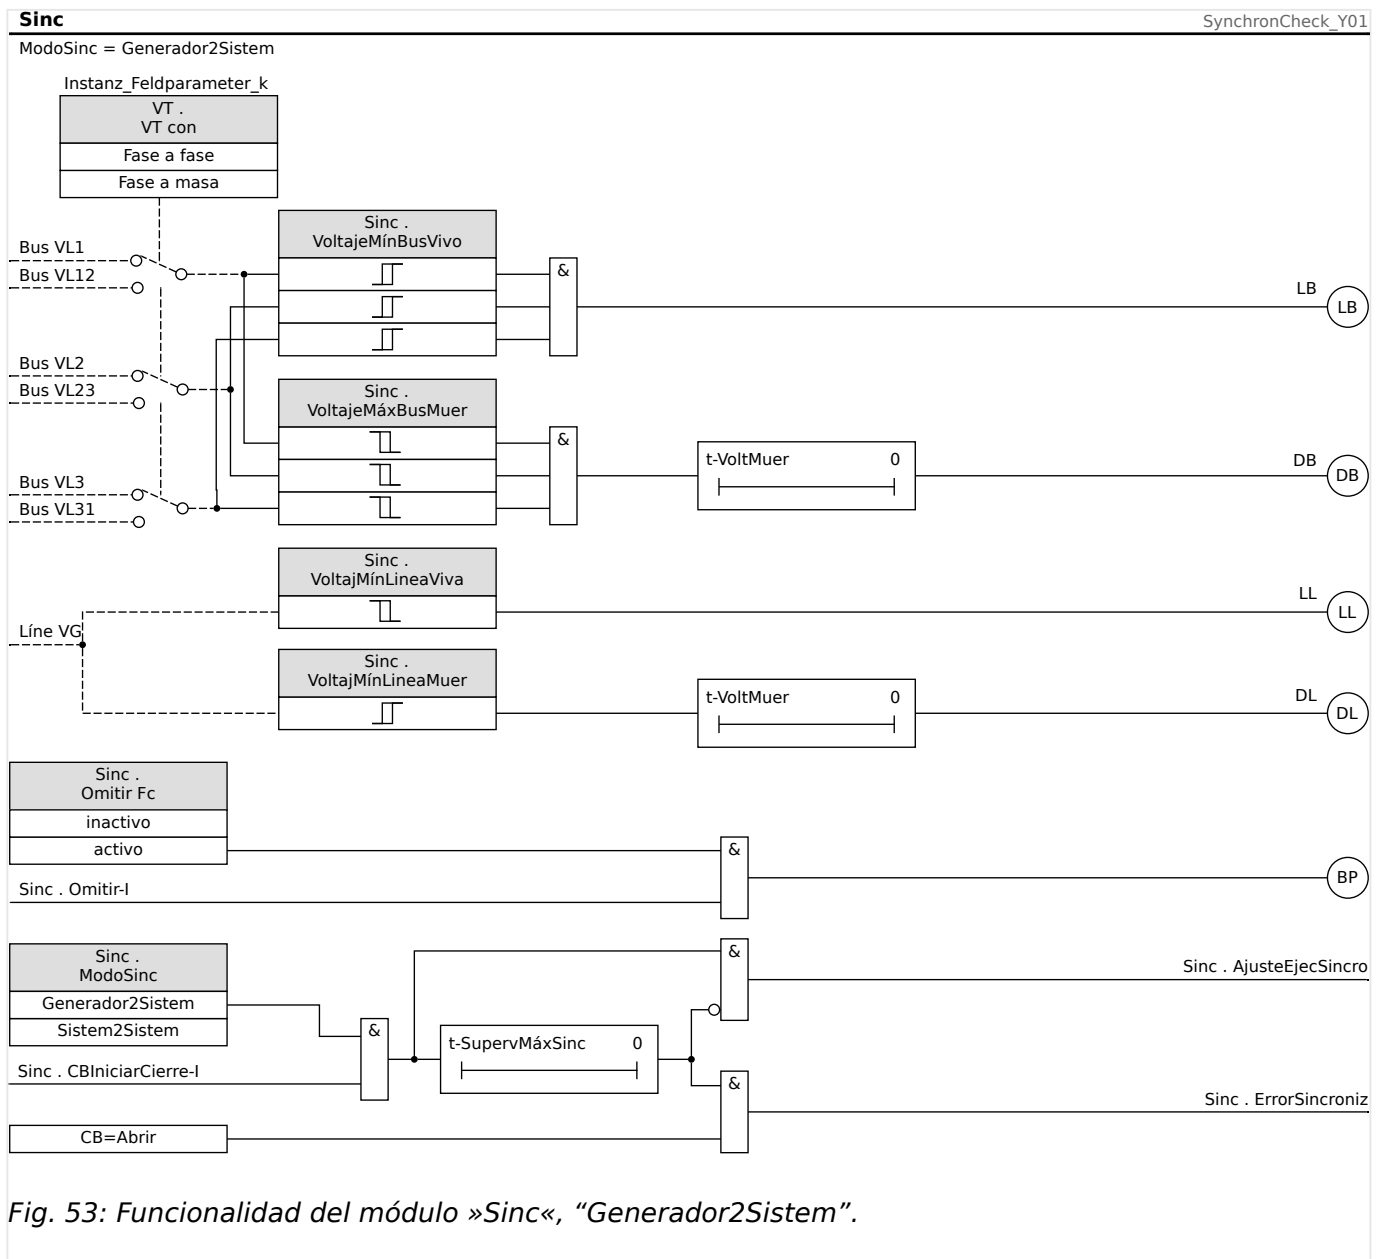 Sinc
SynchronCheck_Y01
ModoSinc = Generador2Sistem
Instanz_Feldparameter_k
VT .
VT con
Fase a fase
Fase a masa
Sinc .
VoltajeMínBusVivo
Bus VL1
Bus VL12
&
LB
LB
Bus VL2
Bus VL23
Sinc .
VoltajeMáxBusMuer
&
t-VoltMuer 0
DB
DB
Bus VL3
Bus VL31
Sinc .
VoltajMínLineaViva
LL
LL
Líne VG
Sinc .
VoltajMínLineaMuer
t-VoltMuer 0
DL
DL
Sinc .
Omitir Fc
inactivo
activo
&
BP
Sinc . Omitir-I
Sinc .
ModoSinc
Generador2Sistem
Sistem2Sistem
&
Sinc . AjusteEjecSincro
&
t-SupervMáxSinc 0
Sinc . CBIniciarCierre-I
&
Sinc . ErrorSincroniz
CB=Abrir
Fig. 53: Funcionalidad del módulo »Sinc«, “Generador2Sistem”.